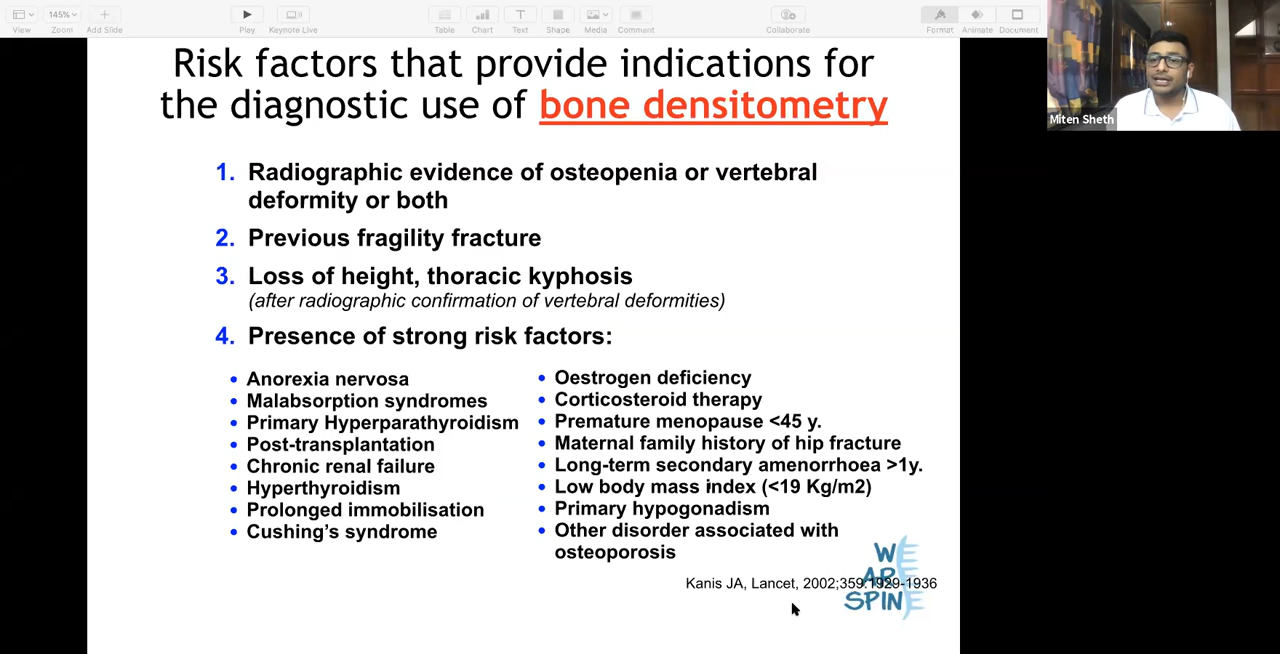 145%
View
Zoom
Add Slide
Play
Keynote Live
Table
Chart
Text
Shape
Media
Comment
Collaborate
Format
Animate
Document
Miten Sheth
Risk factors that provide indications for
the diagnostic use of bone densitometry
1. Radiographic evidence of osteopenia or vertebral
deformity or both
2. Previous fragility fracture
3. Loss of height, thoracic kyphosis
(after radiographic confirmation of vertebral deformities)
4. Presence of strong risk factors:
• Anorexia nervosa
• Malabsorption syndromes
• Primary Hyperparathyroidism
• Post-transplantation
• Chronic renal failure
• Hyperthyroidism
• Prolonged immobilisation
• Cushing's syndrome
• Oestrogen deficiency
• Corticosteroid therapy
• Premature menopause <45 y.
• Maternal family history of hip fracture
• Long-term secondary amenorrhoea >1y.
• Low body mass index (<19 Kg/m2)
• Primary hypogonadism
• Other disorder associated with
osteoporosis
Kanis JA, Lancet, 2002;359:1929-1936
WE
ARE
SPINE